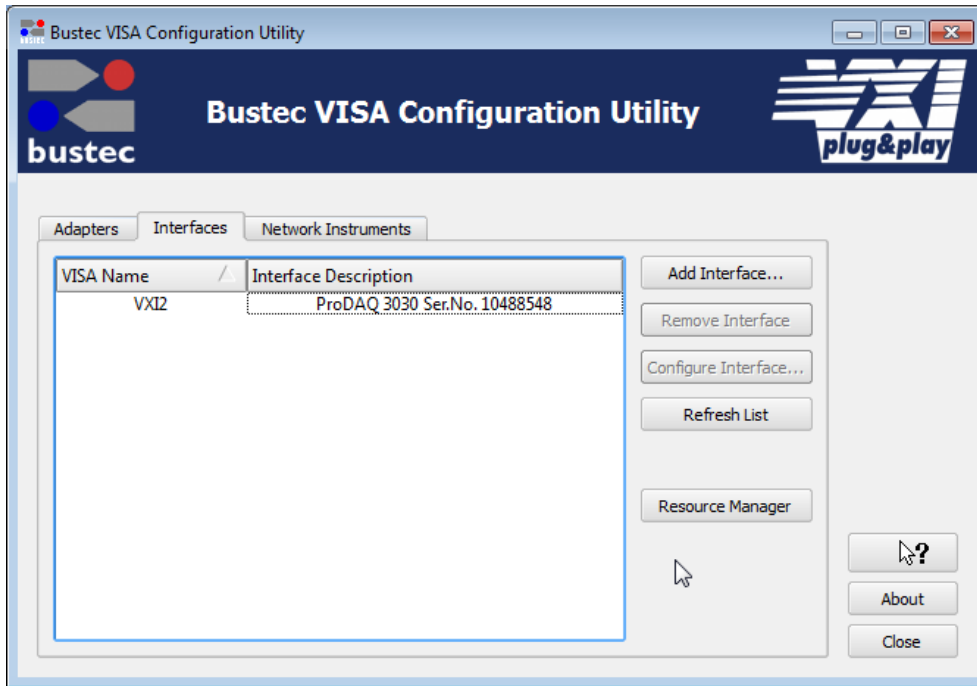 Bustec VISA Configuration Utility
bustec
Bustec VISA Configuration Utility
VXI
plug&play
Adapters
Interfaces
Network Instruments
VISA Name
Interface Description
VXI2
ProDAQ 3030 Ser.No. 10488548
Add Interface...
Remove Interface
Configure Interface...
Refresh List
Resource Manager
?
About
Close